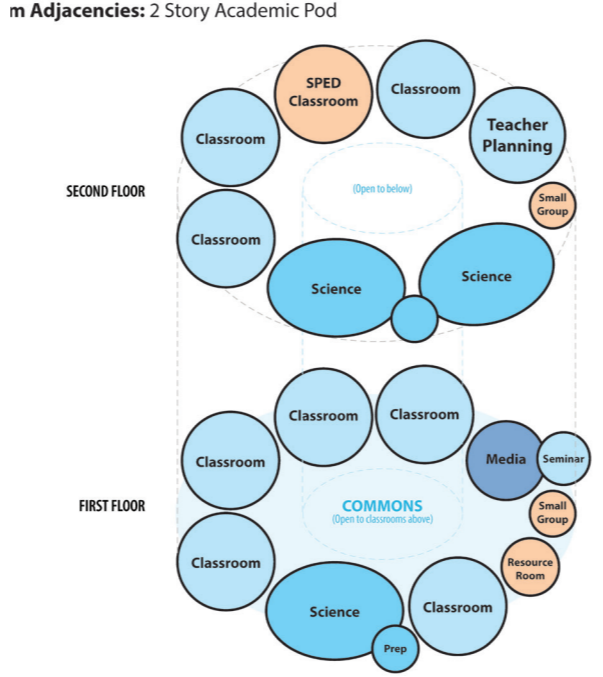 m Adjacencies: 2 Story Academic Pod
SPED
Classroom
Classroom
Classroom
Teacher
Planning
SECOND FLOOR
(Open to below)
Small
Group
Classroom
Science
Science
Classroom
Classroom
Classroom
Media
Seminar
FIRST FLOOR
COMMONS
(Open to classrooms above)
Small
Group
Classroom
Resource
Room
Science
Classroom
Prep